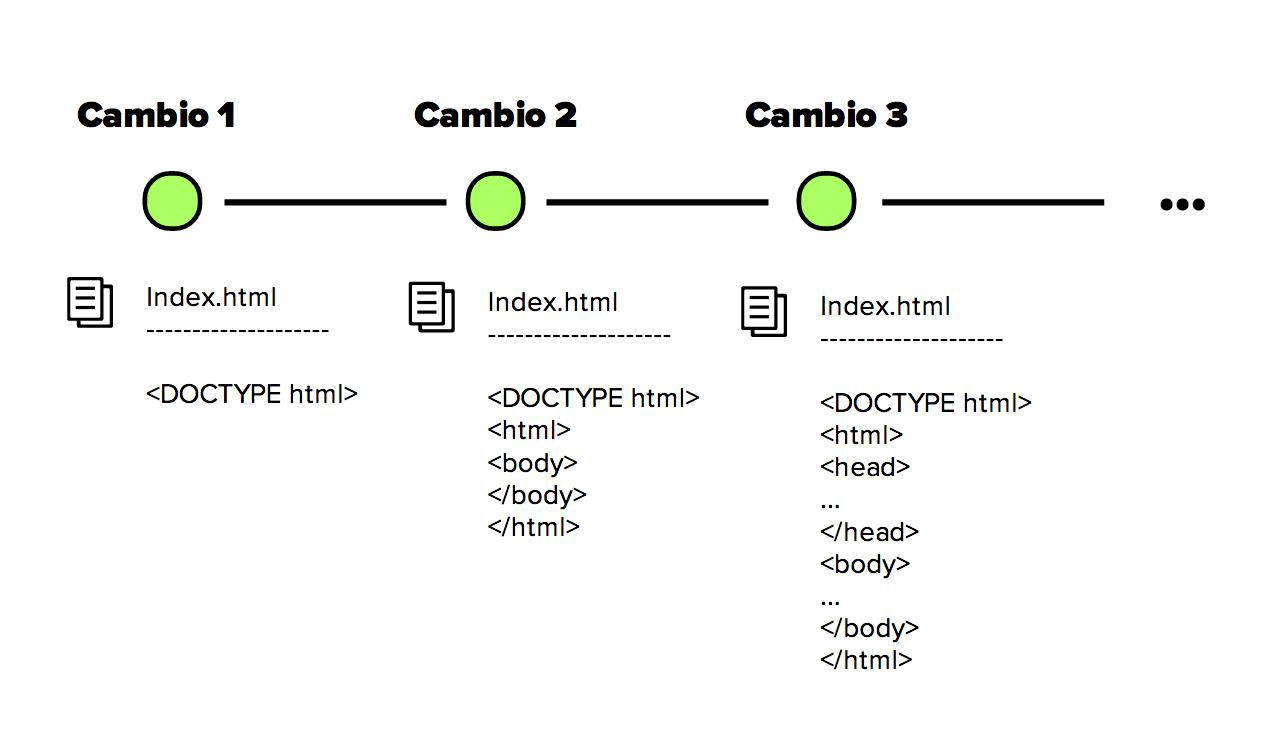 Cambio 1
Cambio 2
Cambio 3
...
Index.html
--------------------
<DOCTYPE html>
Index.html
--------------------
<DOCTYPE html>
<html>
<body>
</body>
</html>
Index.html
--------------------
<DOCTYPE html>
<html>
<head>
...
</head>
<body>
...
</body>
</html>